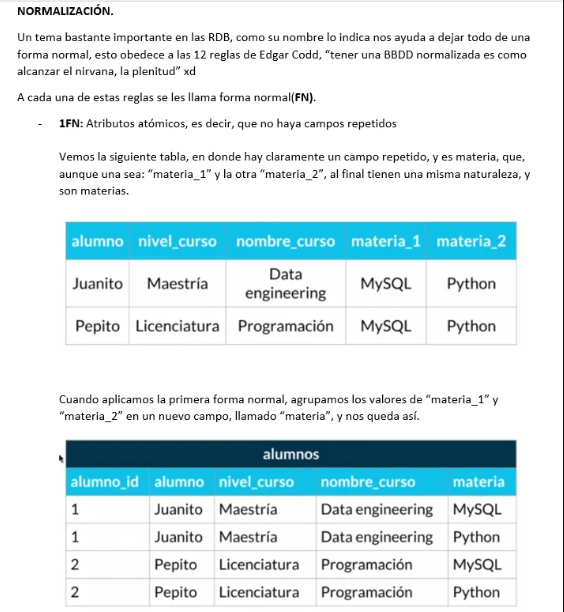 NORMALIZACIÓN.
Un tema bastante importante en las RDB, como su nombre lo indica nos ayuda a dejar todo de una
forma normal, esto obedece a las 12 reglas de Edgar Codd, “tener una BBDD normalizada es como
alcanzar el nirvana, la plenitud” xd
A cada una de estas reglas se les llama forma normal(FN).
- 1FN: Atributos atómicos, es decir, que no haya campos repetidos
Vemos la siguiente tabla, en donde hay claramente un campo repetido, y es materia, que,
aunque una sea: “materia_1” y la otra “materia_2”, al final tienen una misma naturaleza, y
son materias.
alumno nivel_curso nombre_curso materia_1 materia_2
Juanito Maestría Data engineering MySQL Python
Pepito Licenciatura Programación MySQL Python
Cuando aplicamos la primera forma normal, agrupamos los valores de “materia_1” y
“materia_2” en un nuevo campo, llamado “materia”, y nos queda así.
alumnos
alumno_id alumno nivel_curso nombre_curso materia
1 Juanito Maestría Data engineering MySQL
1 Juanito Maestría Data engineering Python
2 Pepito Licenciatura Programación MySQL
2 Pepito Licenciatura Programación Python